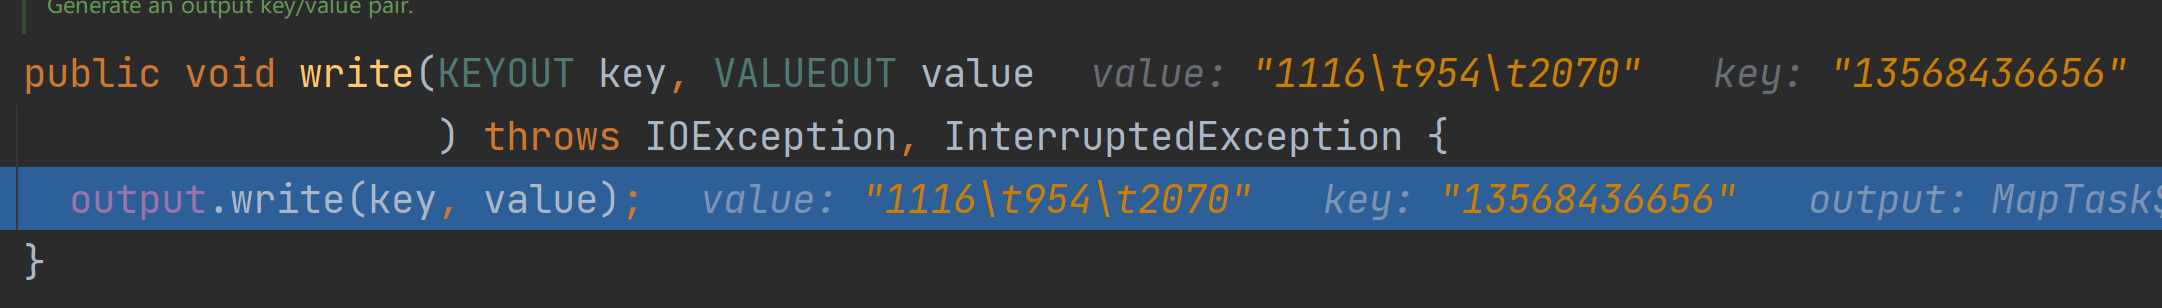 Generate an output key/value pair.
public void write(KEYOUT key, VALUEOUT value   value: "1116\t954\t2070"   key: "13568436656"
) throws IOException, InterruptedException {
output.write(key, value);   value: "1116\t954\t2070"   key: "13568436656"   output: MapTask$
}